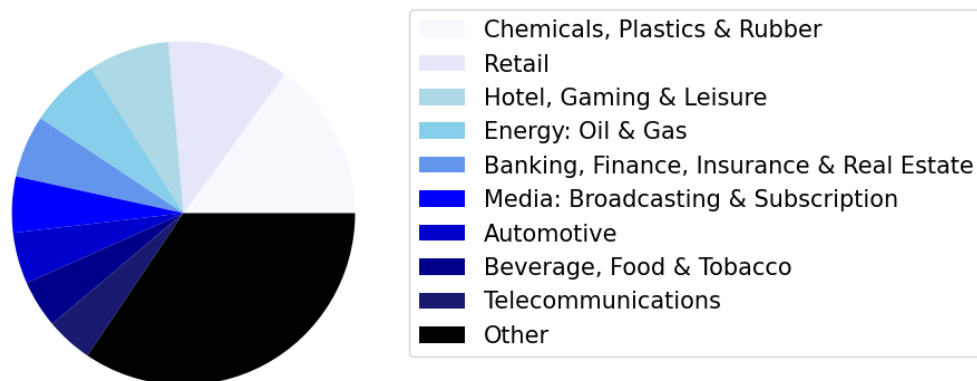 Chemicals, Plastics & Rubber
Retail
Hotel, Gaming & Leisure
Energy: Oil & Gas
Banking, Finance, Insurance & Real Estate
Media: Broadcasting & Subscription
Automotive
Beverage, Food & Tobacco
Telecommunications
Other